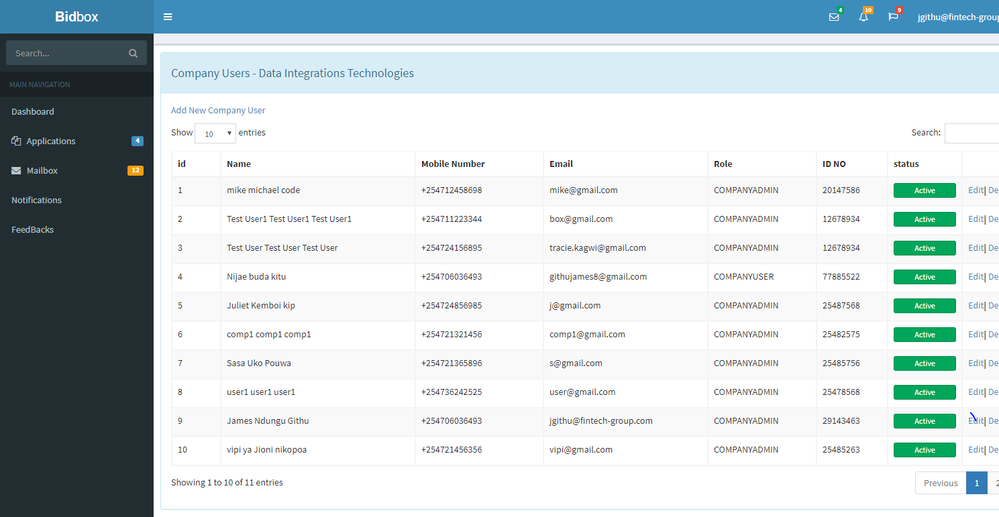 Bidbox
4 10 9 jgithu@fintech-group
Search...
MAIN NAVIGATION
Dashboard
Applications 4
Mailbox 12
Notifications
FeedBacks
Company Users - Data Integrations Technologies
Add New Company User
Show 10 entries Search:
id Name Mobile Number Email Role ID NO status
1 mike michael code +254712458698 mike@gmail.com COMPANYADMIN 20147586 Active Edit| De
2 Test User1 Test User1 Test User1 +254711223344 box@gmail.com COMPANYADMIN 12678934 Active Edit| De
3 Test User Test User Test User +254724156895 tracie.kagwi@gmail.com COMPANYADMIN 12678934 Active Edit| De
4 Nijae buda kitu +254706036493 githujames8@gmail.com COMPANYUSER 77885522 Active Edit| De
5 Juliet Kemboi kip +254724856985 j@gmail.com COMPANYADMIN 25487568 Active Edit| De
6 comp1 comp1 comp1 +254721321456 comp1@gmail.com COMPANYADMIN 25482575 Active Edit| De
7 Sasa Uko Pouwa +254721365896 s@gmail.com COMPANYADMIN 25485756 Active Edit| De
8 user1 user1 user1 +254736242525 user@gmail.com COMPANYADMIN 25478568 Active Edit| De
9 James Ndungu Githu +254706036493 jgithu@fintech-group.com COMPANYADMIN 29143463 Active Edit| De
10 vipi ya Jioni nikopoa +254721456356 vipi@gmail.com COMPANYADMIN 25485263 Active Edit| De
Showing 1 to 10 of 11 entries Previous 1 2